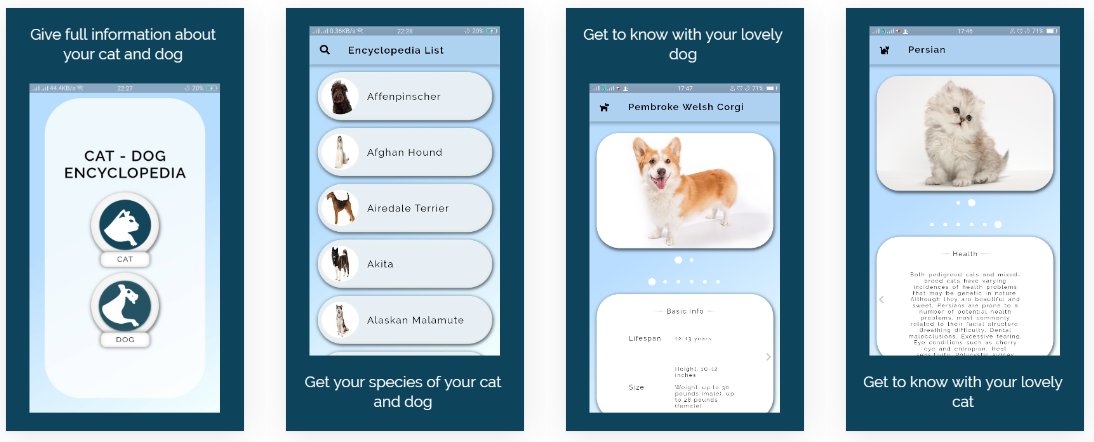 Give full information about
your cat and dog
22:27
20%
CAT - DOG
ENCYCLOPEDIA
CAT
DOG
0.36KB/s
22:28
20%
Encyclopedia List
Affenpinscher
Afghan Hound
Airedale Terrier
Akita
Alaskan Malamute
Get your species of your cat
and dog
Get to know with your lovely
dog
17:47
71%
Pembroke Welsh Corgi
Basic Info
Lifespan
12-13 years
Height: 10-12
inches
Size
Weight: up to 30
pounds (male), up
to 28 pounds
(female)
17:46
71%
Persian
Health
Both pedigreed cats and mixed-
breed cats have varying
incidences of health problems
that may be genetic in nature.
Although they are beautiful and
sweet, Persians are prone to a
number of potential health
problems, most commonly
related to their facial structure:
Breathing difficulty, Dental
malocclusions, Excessive tearing,
Eye conditions such as cherry
eye and entropion, Heat
Get to know with your lovely
cat